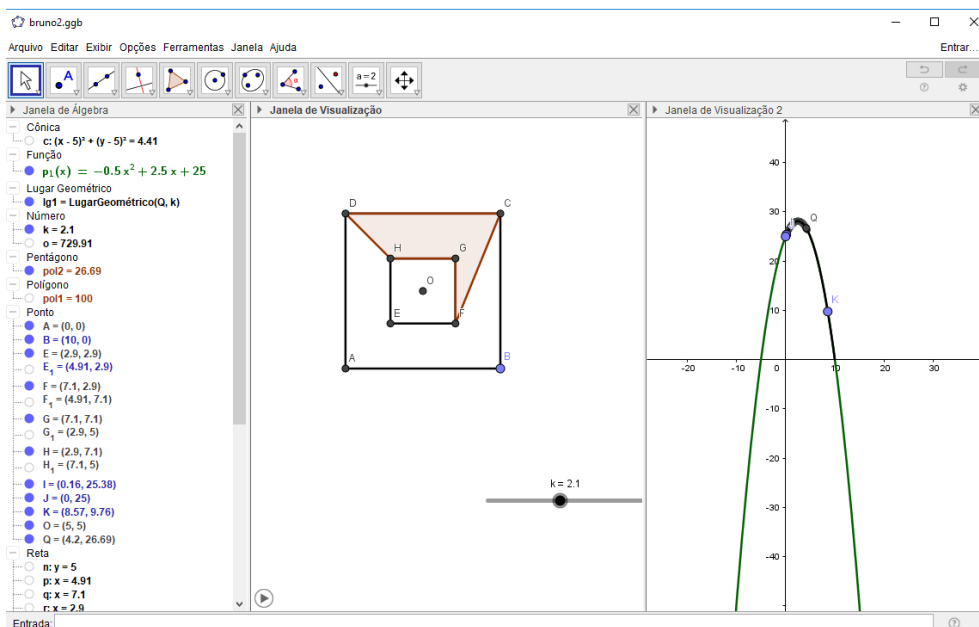 bruno2.ggb
Arquivo Editar Exibir Opções Ferramentas Janela Ajuda
Entrar...
A
α
a=2
Janela de Álgebra
Janela de Visualização
Janela de Visualização 2
Cônica
c: (x - 5)² + (y - 5)² = 4.41
Função
p₁(x) = −0.5 x² + 2.5 x + 25
Lugar Geométrico
lg1 = LugarGeométrico(Q, k)
Número
k = 2.1
o = 729.91
Pentágono
pol2 = 26.69
Polígono
pol1 = 100
Ponto
A = (0, 0)
B = (10, 0)
E = (2.9, 2.9)
E₁ = (4.91, 2.9)
F = (7.1, 2.9)
F₁ = (4.91, 7.1)
G = (7.1, 7.1)
G₁ = (2.9, 5)
H = (2.9, 7.1)
H₁ = (7.1, 5)
I = (0.16, 25.38)
J = (0, 25)
K = (8.57, 9.76)
O = (5, 5)
Q = (4.2, 26.69)
Reta
n: y = 5
p: x = 4.91
q: x = 7.1
r: x = 2.9
D
C
H
G
O
E
F
A
B
k = 2.1
40
30
20
10
-10
-20
-30
-40
-20
-10
0
10
20
30
Q
K
Entrada: